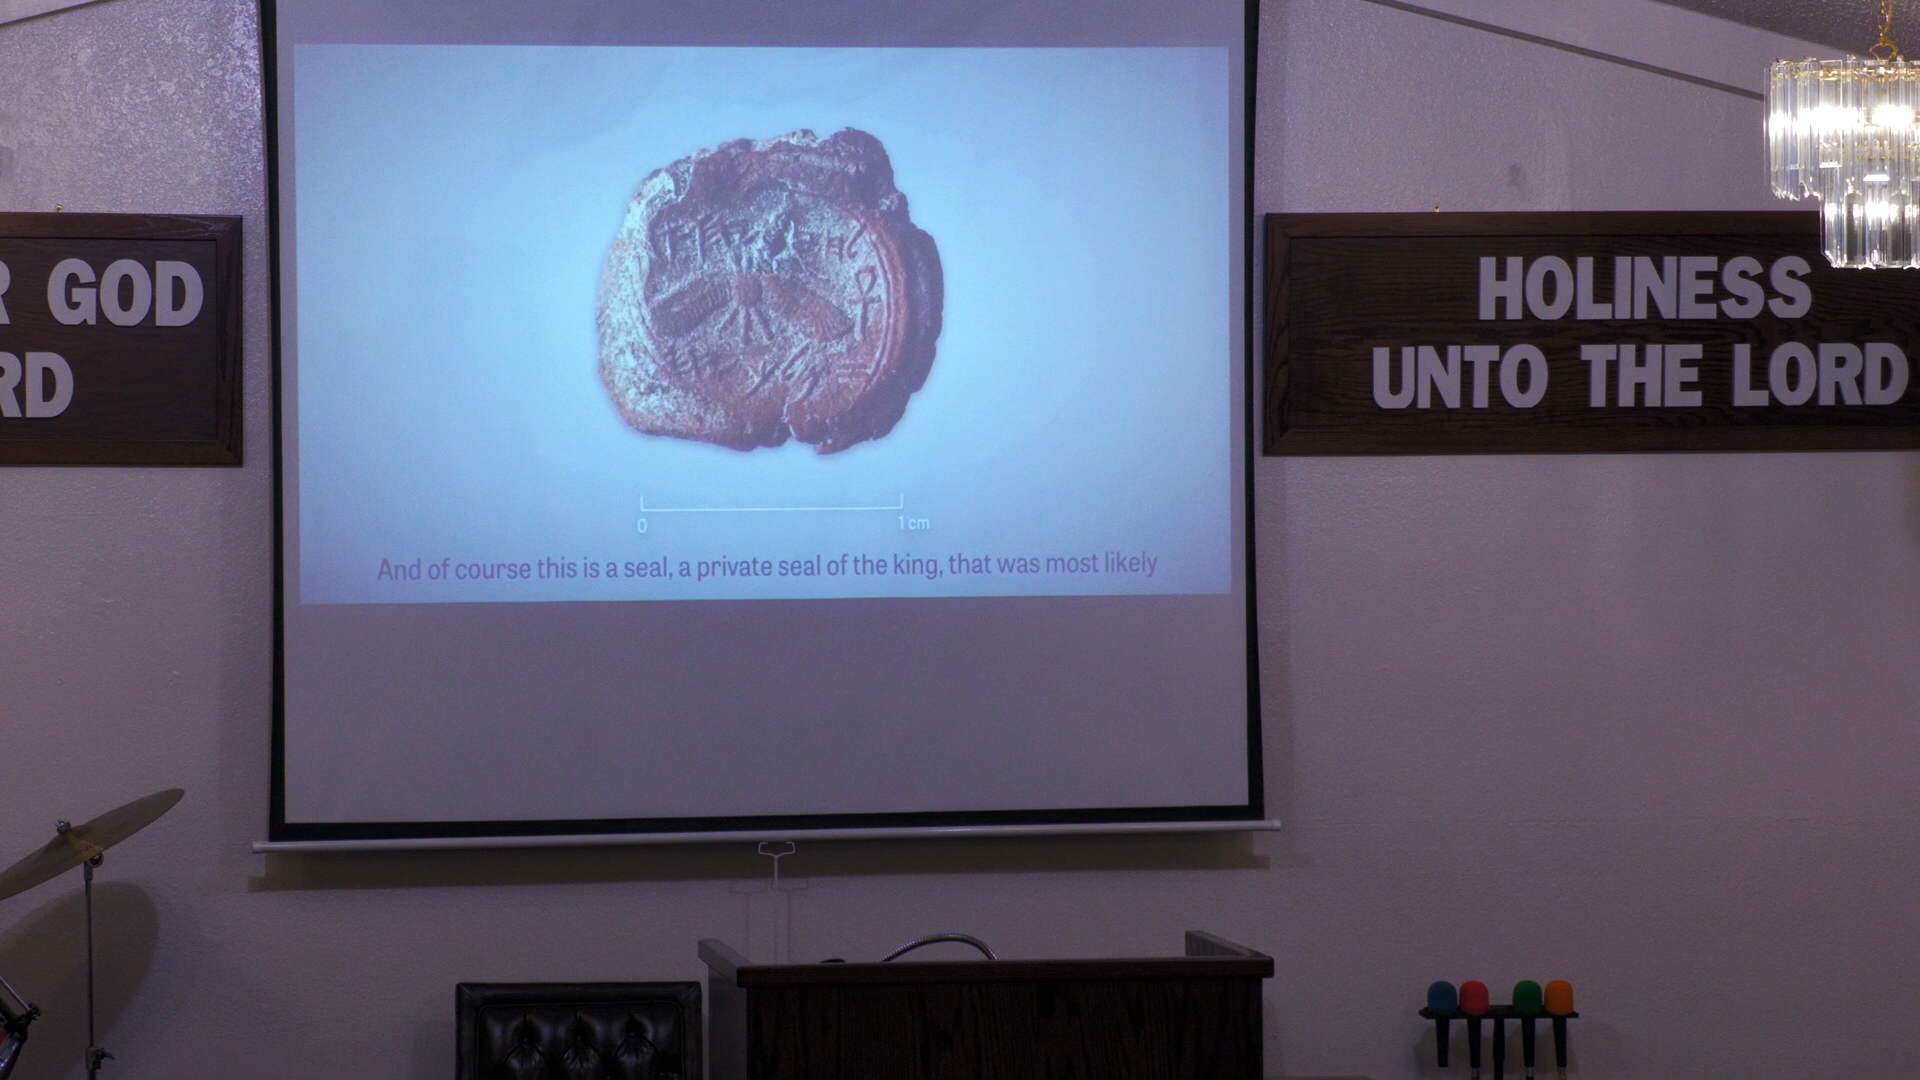 R GOD
RD
0
1 cm
And of course this is a seal, a private seal of the king, that was most likely
HOLINESS
UNTO THE LORD